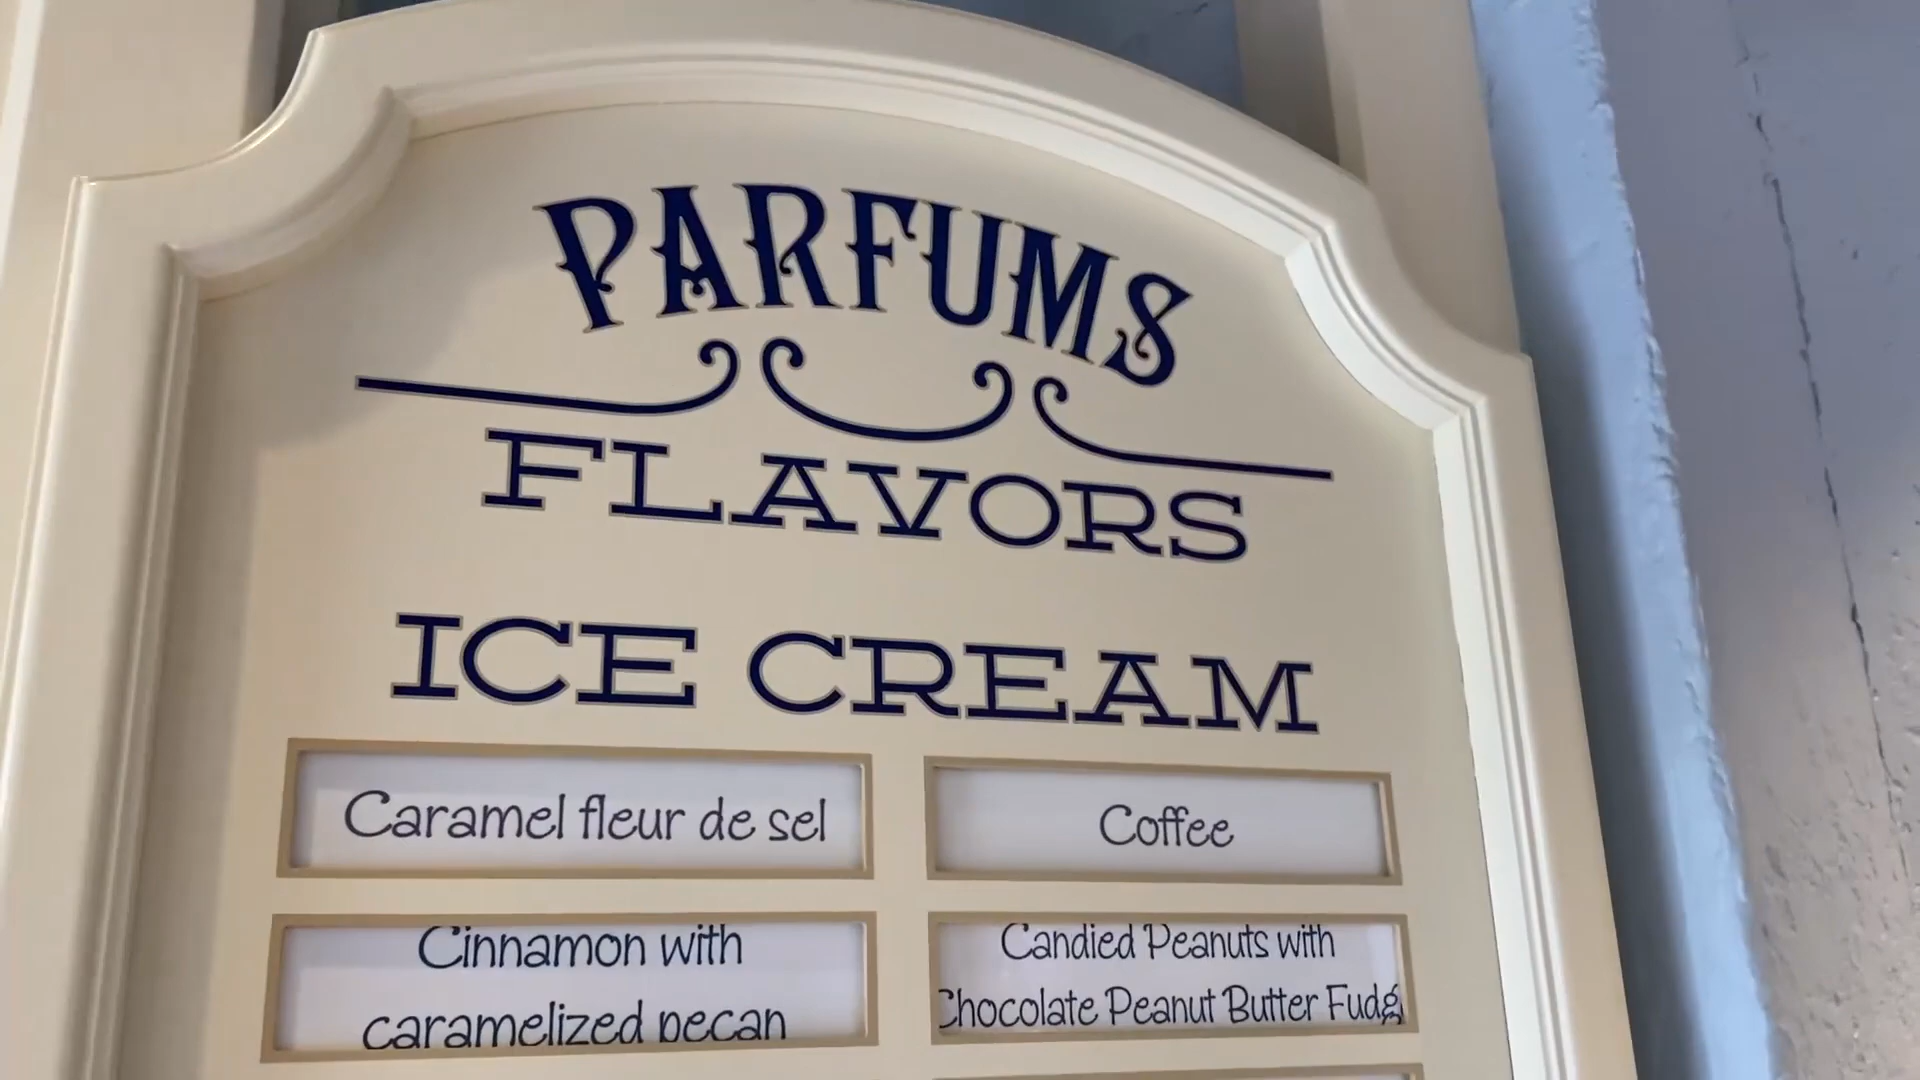 PARFUMS
FLAVORS
ICE CREAM
Caramel fleur de sel
Coffee
Cinnamon with
caramelized pecan
Candied Peanuts with
Chocolate Peanut Butter Fudg